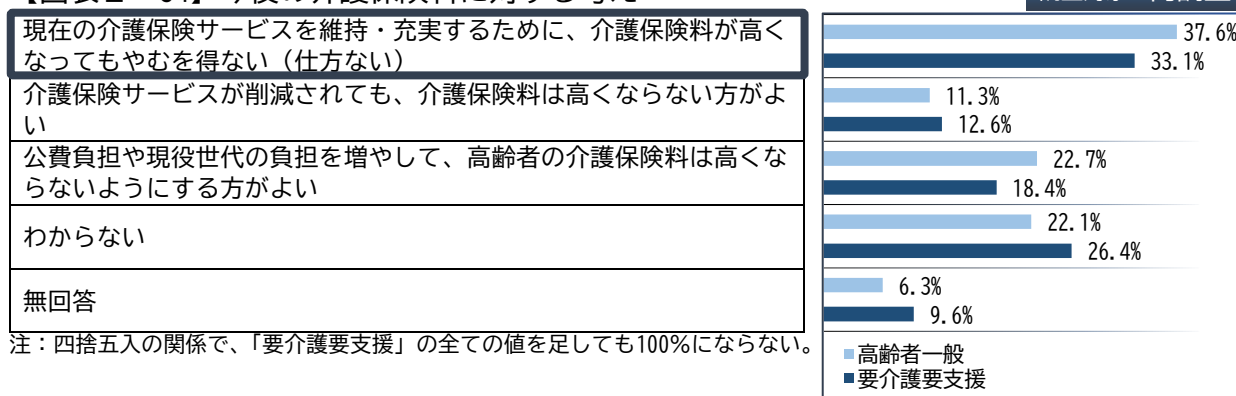 現在の介護保険サービスを維持・充実するために、介護保険料が高く
なってもやむを得ない（仕方ない）
37.6%
33.1%
介護保険サービスが削減されても、介護保険料は高くならない方がよ
い
11.3%
12.6%
公費負担や現役世代の負担を増やして、高齢者の介護保険料は高くな
らないようにする方がよい
22.7%
18.4%
わからない
22.1%
26.4%
無回答
6.3%
9.6%
注：四捨五入の関係で、「要介護要支援」の全ての値を足しても100％にならない。
高齢者一般
要介護要支援